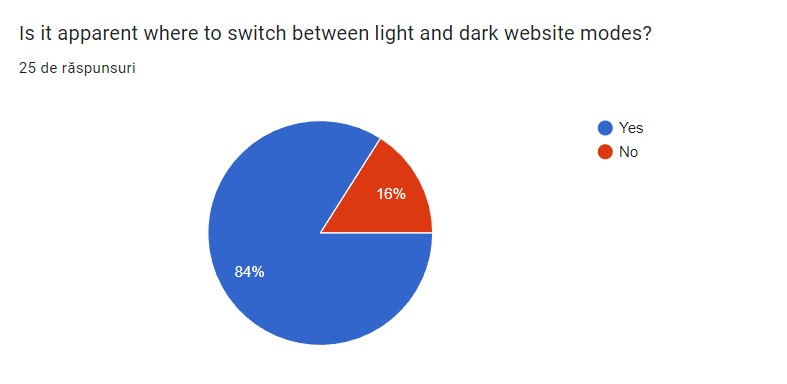 Is it apparent where to switch between light and dark website modes?
25 de răspunsuri
Yes
No
16%
84%